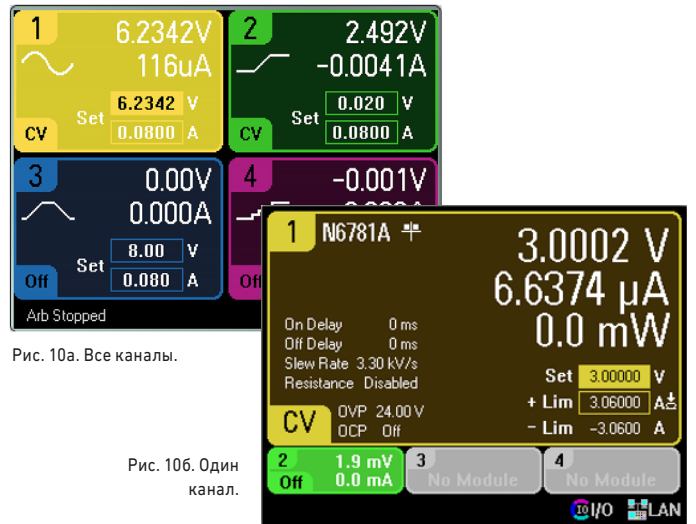 1 6.2342V
116uA
Set 6.2342 V
CV 0.0800 A
2 2.492V
-0.0041A
Set 0.020 V
CV 0.0800 A
3 0.00V
0.000A
Set 8.00 V
Off 0.080 A
4 -0.001V
Off
Arb Stopped
Рис. 10а. Все каналы.
1 N6781A 3.0002 V
6.6374 µA
0.0 mW
On Delay 0 ms
Off Delay 0 ms
Slew Rate 3.30 kV/s
Resistance Disabled
Set 3.00000 V
+ Lim 3.06000 A
- Lim -3.0600 A
CV OVP 24.00 V
OCP Off
2 1.9 mV
Off 0.0 mA
3 No Module
4 No Module
IO I/O LAN
Рис. 10б. Один
канал.